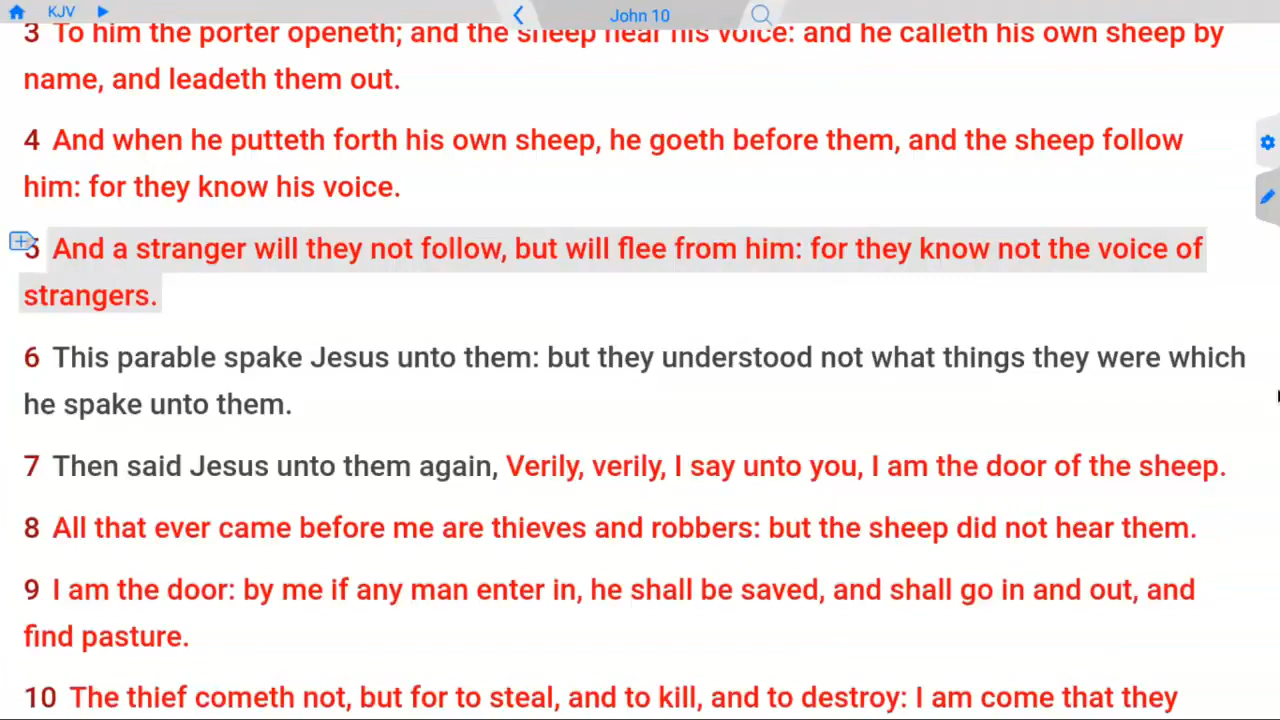 KJV
John 10
3 To him the porter openeth; and the sheep hear his voice: and he calleth his own sheep by
name, and leadeth them out.
4 And when he putteth forth his own sheep, he goeth before them, and the sheep follow
him: for they know his voice.
5 And a stranger will they not follow, but will flee from him: for they know not the voice of
strangers.
6 This parable spake Jesus unto them: but they understood not what things they were which
he spake unto them.
7 Then said Jesus unto them again, Verily, verily, I say unto you, I am the door of the sheep.
8 All that ever came before me are thieves and robbers: but the sheep did not hear them.
9 I am the door: by me if any man enter in, he shall be saved, and shall go in and out, and
find pasture.
10 The thief cometh not, but for to steal, and to kill, and to destroy: I am come that they